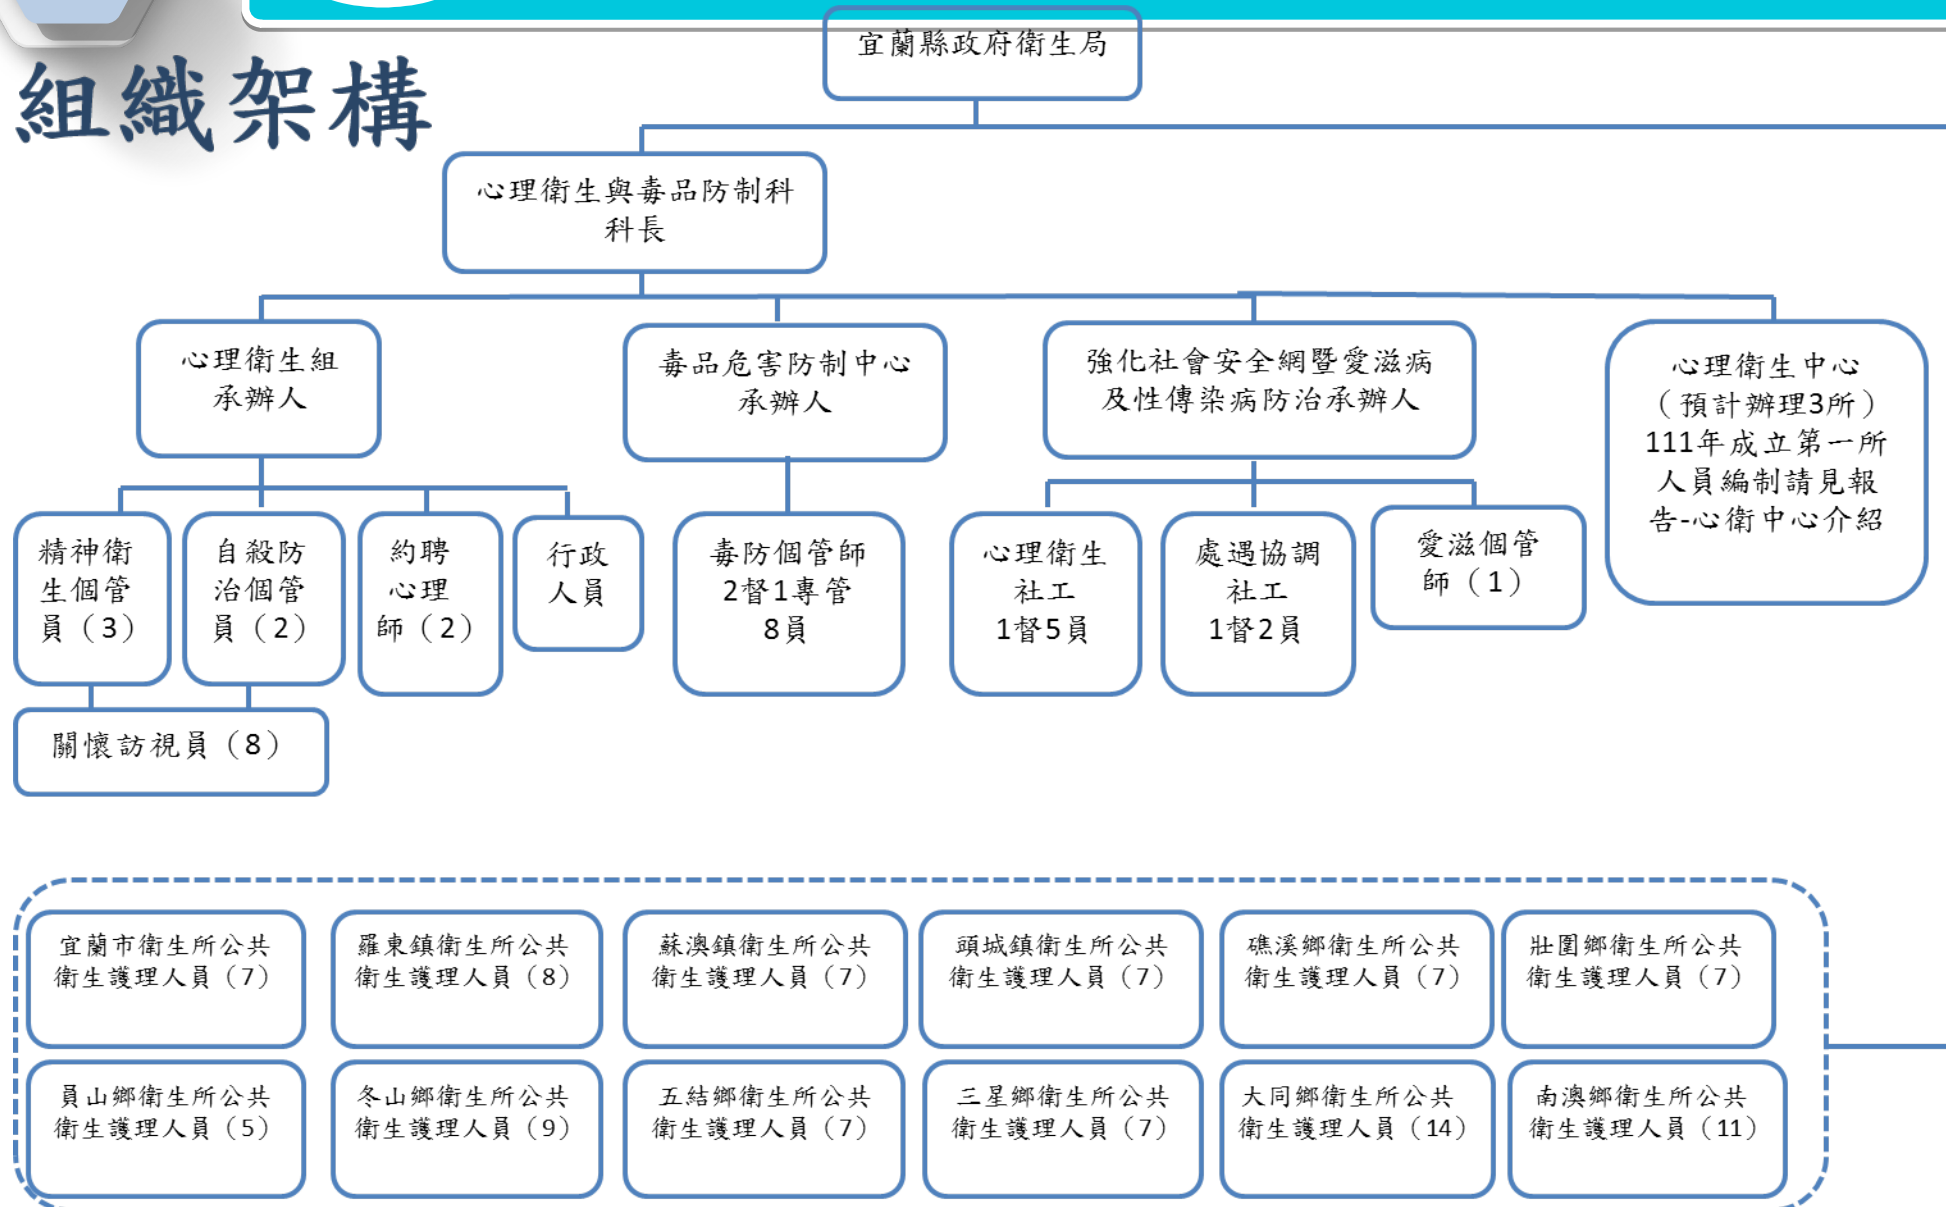 宜蘭縣政府衛生局
組織架構
心理衛生與毒品防制科
科長
心理衛生組
承辦人
毒品危害防制中心
承辦人
強化社會安全網暨愛滋病
及性傳染病防治承辦人
心理衛生中心
（預計辦理3所）
111年成立第一所
人員編制請見報
告-心衛中心介紹
精神衛
生個管
員（3）
自殺防
治個管
員（2）
約聘
心理
師（2）
行政
人員
毒防個管師
2督1專管
8員
心理衛生
社工
1督5員
處遇協調
社工
1督2員
愛滋個管
師（1）
關懷訪視員（8）
宜蘭市衛生所公共
衛生護理人員（7）
羅東鎮衛生所公共
衛生護理人員（8）
蘇澳鎮衛生所公共
衛生護理人員（7）
頭城鎮衛生所公共
衛生護理人員（7）
礁溪鄉衛生所公共
衛生護理人員（7）
壯圍鄉衛生所公共
衛生護理人員（7）
員山鄉衛生所公共
衛生護理人員（5）
冬山鄉衛生所公共
衛生護理人員（9）
五結鄉衛生所公共
衛生護理人員（7）
三星鄉衛生所公共
衛生護理人員（7）
大同鄉衛生所公共
衛生護理人員（14）
南澳鄉衛生所公共
衛生護理人員（11）